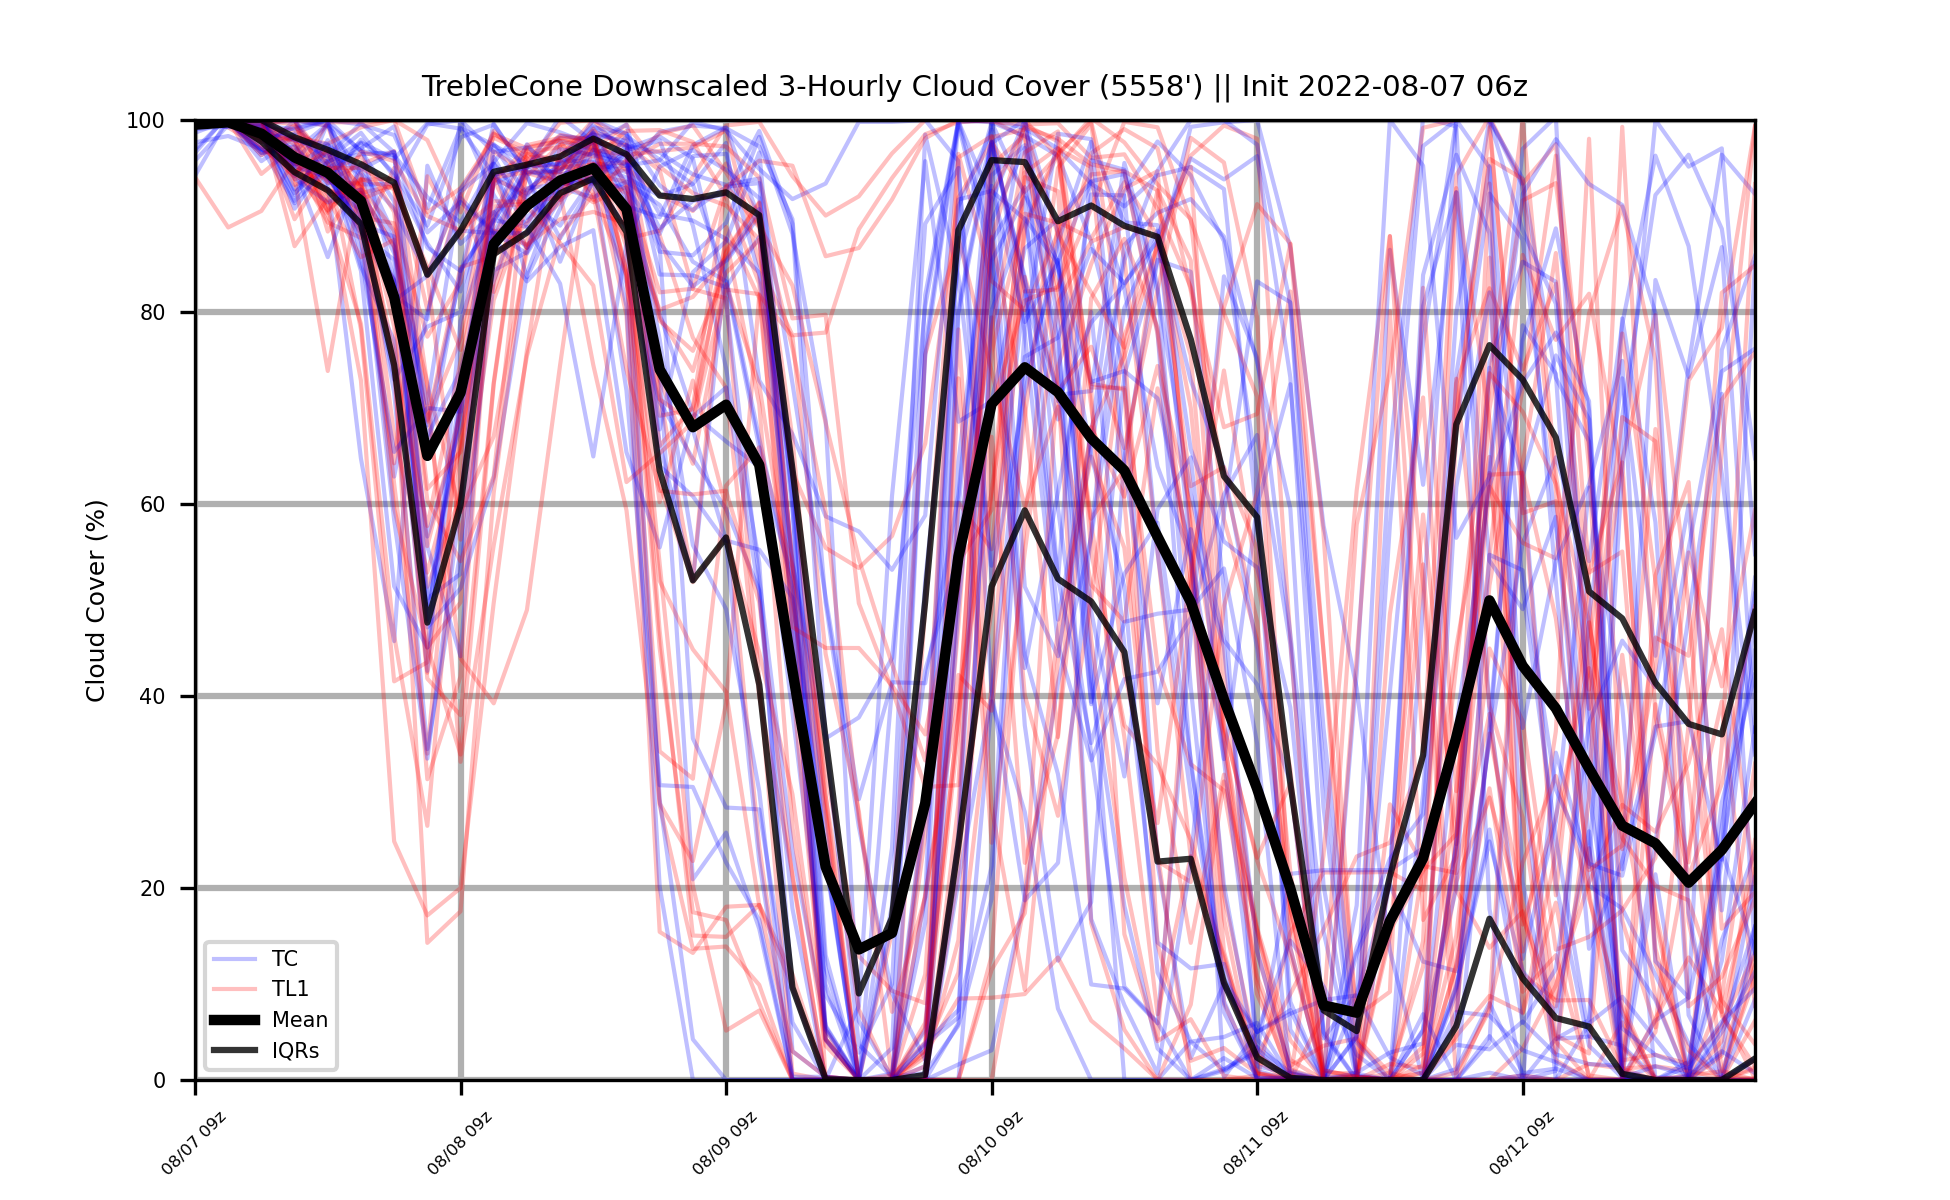 TrebleCone Downscaled 3-Hourly Cloud Cover (5558') || Init 2022-08-07 06z
Cloud Cover (%)
100
80
60
40
20
0
TC
TL1
Mean
IQRs
08/07 09z
08/08 09z
08/09 09z
08/10 09z
08/11 09z
08/12 09z